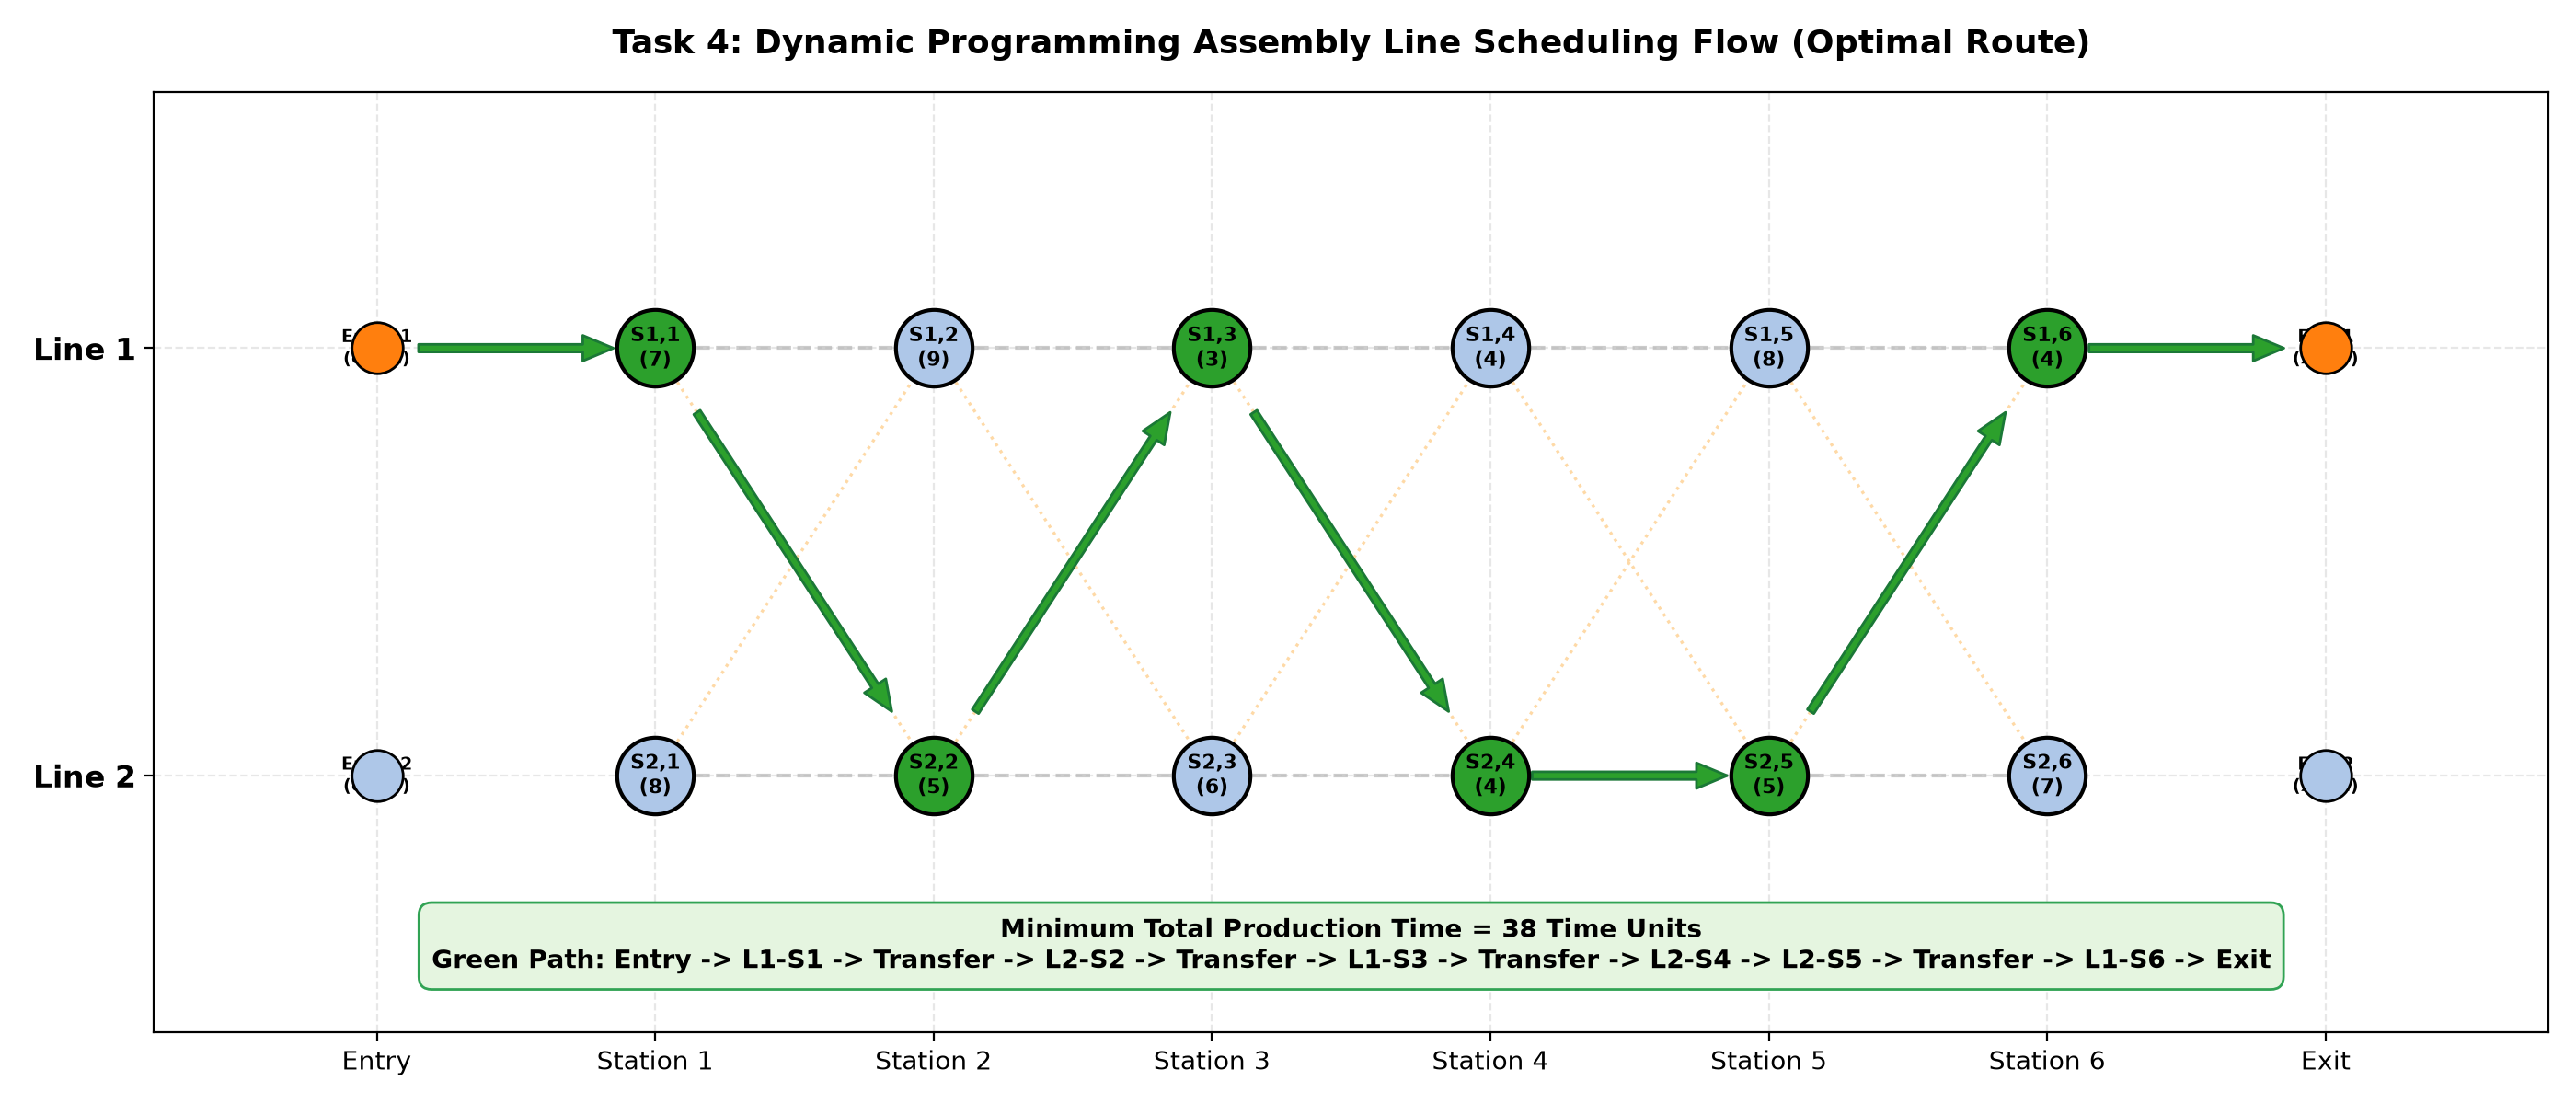 Task 4: Dynamic Programming Assembly Line Scheduling Flow (Optimal Route)
Line 1
S1,1
(7)
S1,2
(9)
S1,3
(3)
S1,4
(4)
S1,5
(8)
S1,6
(4)
Line 2
S2,1
(8)
S2,2
(5)
S2,3
(6)
S2,4
(4)
S2,5
(5)
S2,6
(7)
Minimum Total Production Time = 38 Time Units
Green Path: Entry -> L1-S1 -> Transfer -> L2-S2 -> Transfer -> L1-S3 -> Transfer -> L2-S4 -> L2-S5 -> Transfer -> L1-S6 -> Exit
Entry
Station 1
Station 2
Station 3
Station 4
Station 5
Station 6
Exit